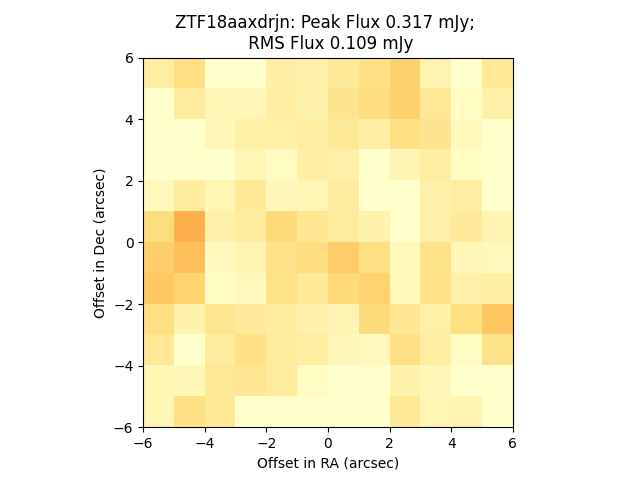 ZTF18aaxdrjn: Peak Flux 0.317 mJy;
RMS Flux 0.109 mJy
6
4
2
0
−2
−4
−6
Offset in Dec (arcsec)
−6 −4 −2 0 2 4 6
Offset in RA (arcsec)